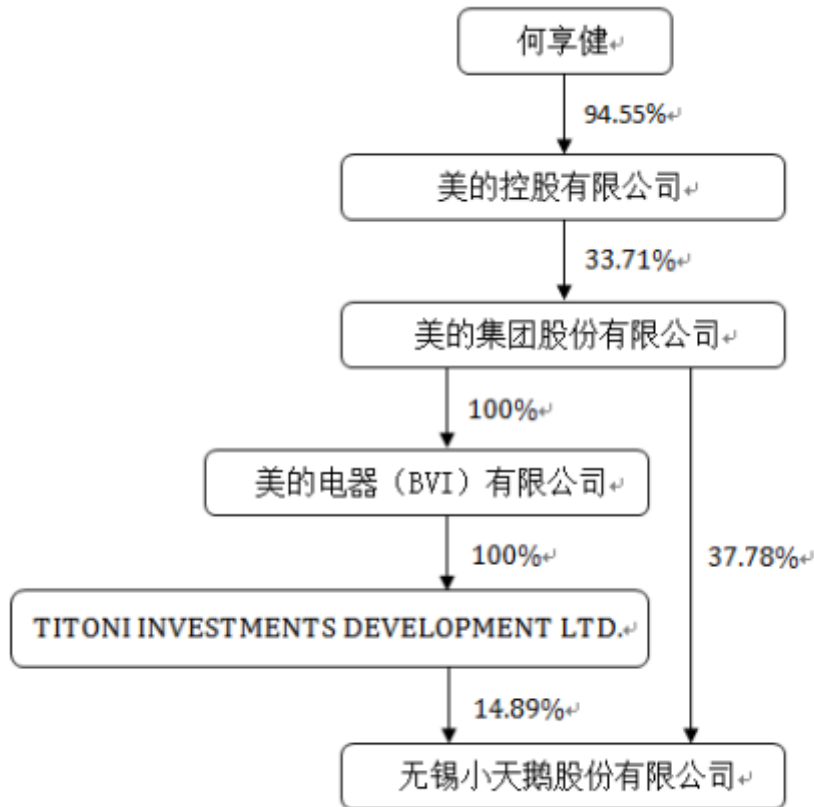 何享健
94.55%
美的控股有限公司
33.71%
美的集团股份有限公司
100%
美的电器（BVI）有限公司
100%
37.78%
TITONI INVESTMENTS DEVELOPMENT LTD.
14.89%
无锡小天鹅股份有限公司